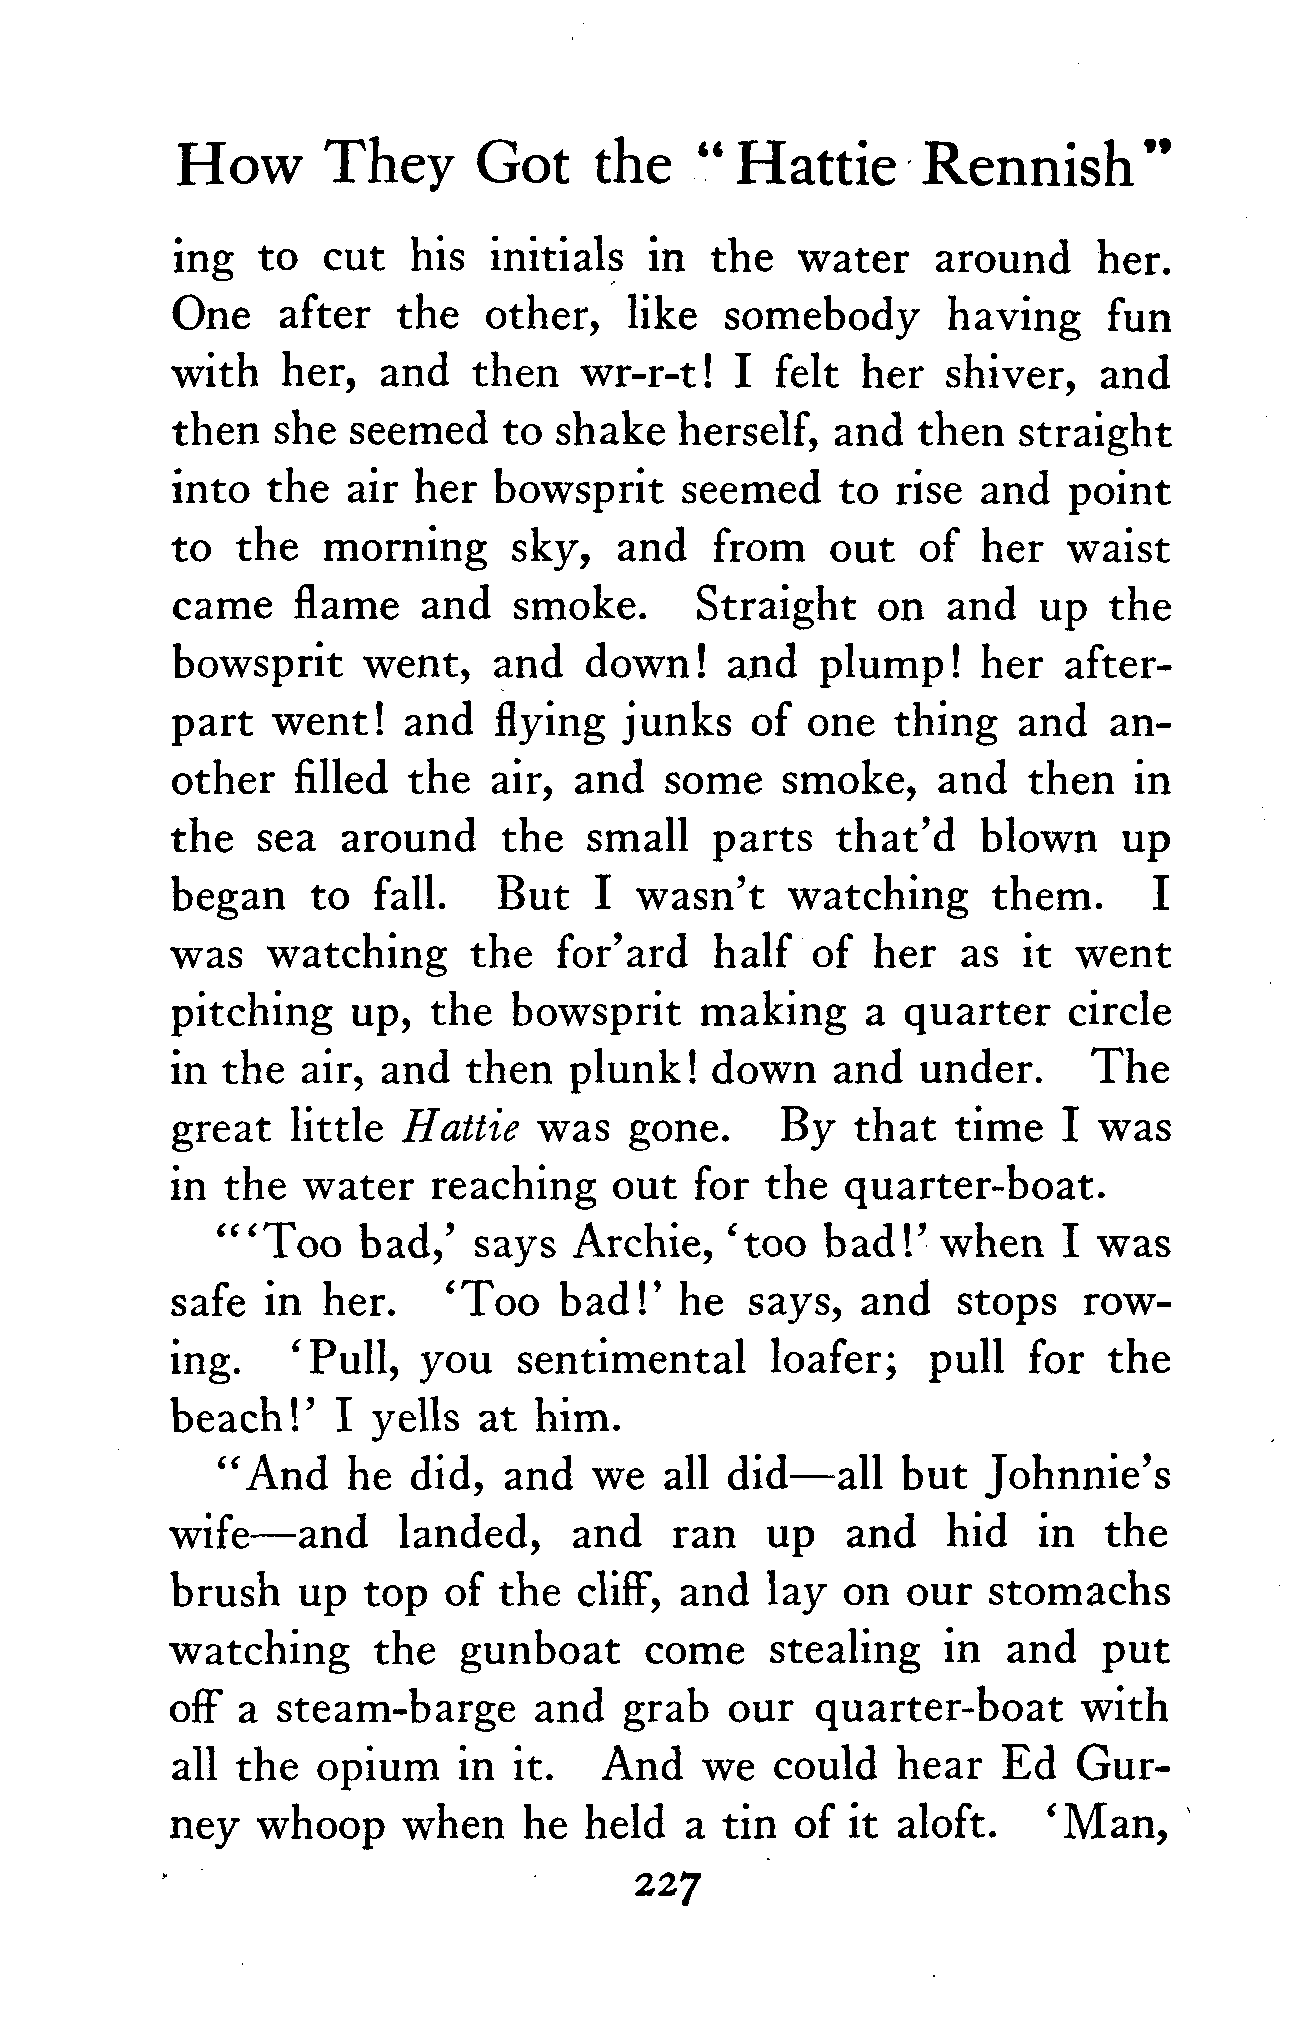 How They Got the "Hattie Rennish"
ing to cut his initials in the water around her.
One after the other, like somebody having fun
with her, and then wr-r-t! I felt her shiver, and
then she seemed to shake herself, and then straight
into the air her bowsprit seemed to rise and point
to the morning sky, and from out of her waist
came flame and smoke. Straight on and up the
bowsprit went, and down! and plump! her after-
part went! and flying junks of one thing and an-
other filled the air, and some smoke, and then in
the sea around the small parts that'd blown up
began to fall. But I wasn't watching them. I
was watching the for'ard half of her as it went
pitching up, the bowsprit making a quarter circle
in the air, and then plunk! down and under. The
great little Hattie was gone. By that time I was
in the water reaching out for the quarter-boat.
"'Too bad,' says Archie, 'too bad!' when I was
safe in her. 'Too bad!' he says, and stops row-
ing. 'Pull, you sentimental loafer; pull for the
beach!' I yells at him.
"And he did, and we all did—all but Johnnie's
wife—and landed, and ran up and hid in the
brush up top of the cliff, and lay on our stomachs
watching the gunboat come stealing in and put
off a steam-barge and grab our quarter-boat with
all the opium in it. And we could hear Ed Gur-
ney whoop when he held a tin of it aloft. 'Man,
227